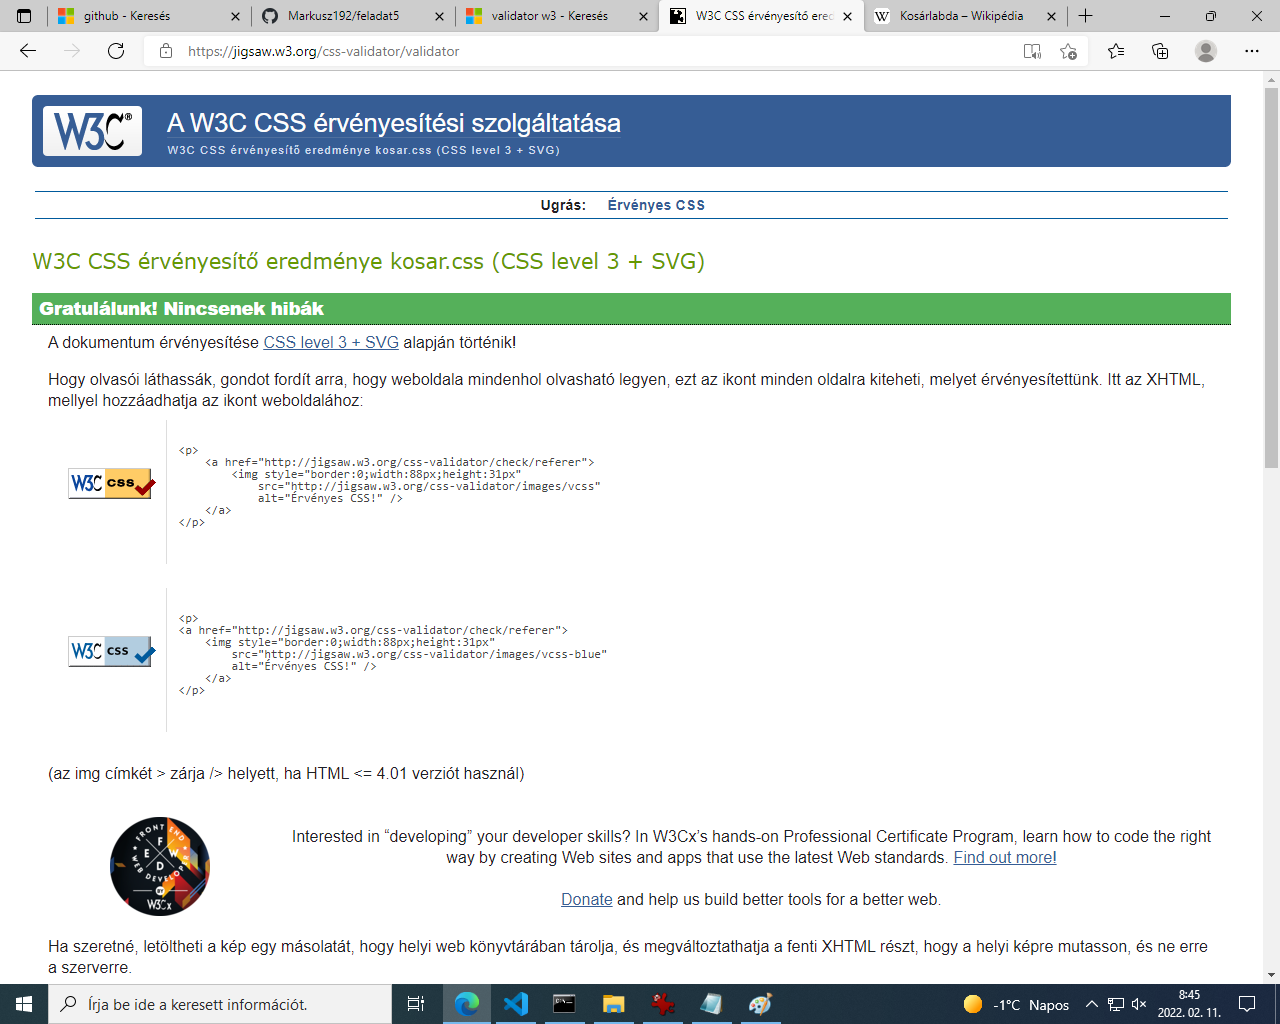 github - Keresés
Markusz192/feladat5
validator w3 - Keresés
W3C CSS érvényesítő ered
Kosárlabda – Wikipédia
https://jigsaw.w3.org/css-validator/validator
W3C®
A W3C CSS érvényesítési szolgáltatása
W3C CSS érvényesítő eredménye kosar.css (CSS level 3 + SVG)
Ugrás: Érvényes CSS
W3C CSS érvényesítő eredménye kosar.css (CSS level 3 + SVG)
Gratulálunk! Nincsenek hibák
A dokumentum érvényesítése CSS level 3 + SVG alapján történik!
Hogy olvasói láthassák, gondot fordít arra, hogy weboldala mindenhol olvasható legyen, ezt az ikont minden oldalra kiteheti, melyet érvényesítettünk. Itt az XHTML,
mellyel hozzáadhatja az ikont weboldalához:
W3C css
<p>
<a href="http://jigsaw.w3.org/css-validator/check/referer">
<img style="border:0;width:88px;height:31px"
src="http://jigsaw.w3.org/css-validator/images/vcss"
alt="Érvényes CSS!" />
</a>
</p>
W3C css
<p>
<a href="http://jigsaw.w3.org/css-validator/check/referer">
<img style="border:0;width:88px;height:31px"
src="http://jigsaw.w3.org/css-validator/images/vcss-blue"
alt="Érvényes CSS!" />
</a>
</p>
(az img címkét > zárja /> helyett, ha HTML <= 4.01 verziót használ)
FRONT END
F E W D
WEB DEVELOPER
BY
W3Cx
Interested in “developing” your developer skills? In W3Cx’s hands-on Professional Certificate Program, learn how to code the right
way by creating Web sites and apps that use the latest Web standards. Find out more!
Donate and help us build better tools for a better web.
Ha szeretné, letöltheti a kép egy másolatát, hogy helyi web könyvtárában tárolja, és megváltoztathatja a fenti XHTML részt, hogy a helyi képre mutasson, és ne erre
a szerverre.
Írja be ide a keresett információt.
-1°C Napos
8:45
2022. 02. 11.